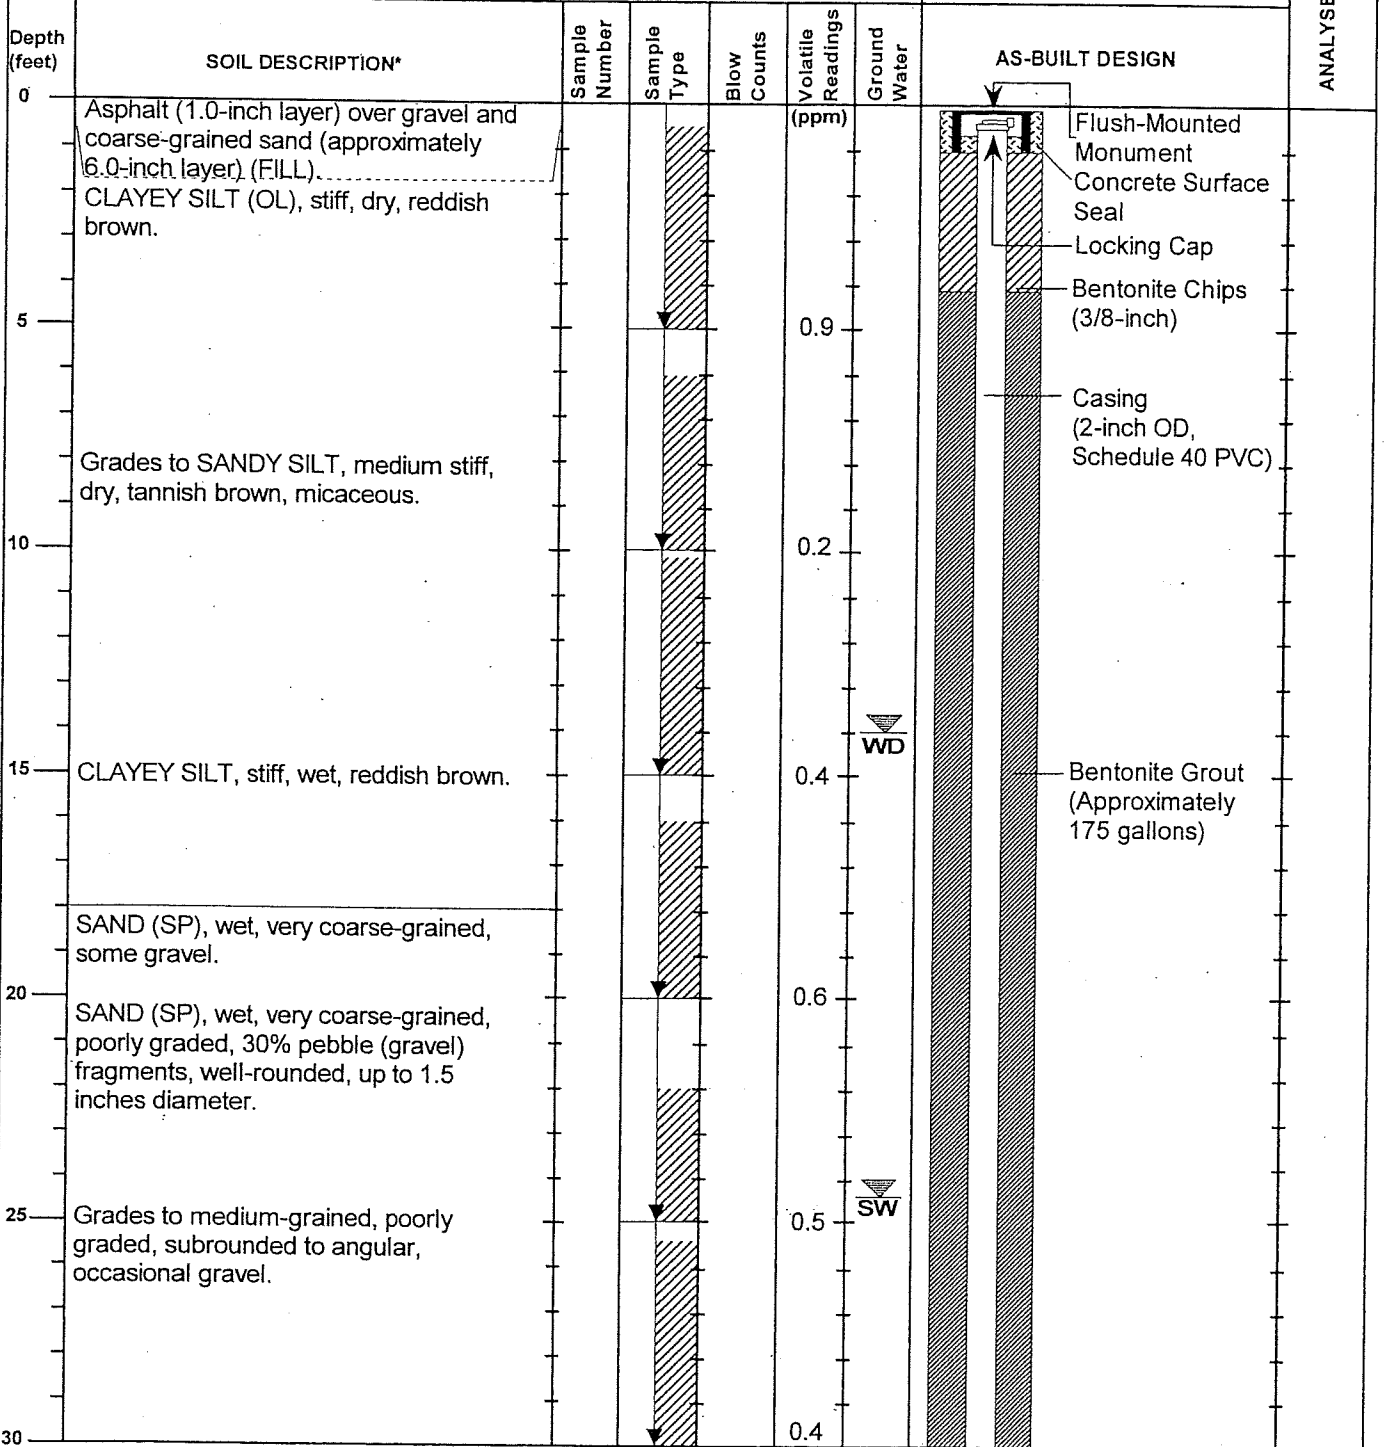 Depth
(feet)
SOIL DESCRIPTION*
Sample
Number
Sample
Type
Blow
Counts
Volatile
Readings
(ppm)
Ground
Water
AS-BUILT DESIGN
0
Asphalt (1.0-inch layer) over gravel and
coarse-grained sand (approximately
6.0-inch layer) (FILL).
CLAYEY SILT (OL), stiff, dry, reddish
brown.
Flush-Mounted
Monument
Concrete Surface
Seal
Locking Cap
Bentonite Chips
(3/8-inch)
5
0.9
Casing
(2-inch OD,
Schedule 40 PVC)
Grades to SANDY SILT, medium stiff,
dry, tannish brown, micaceous.
10
0.2
WD
15
CLAYEY SILT, stiff, wet, reddish brown.
0.4
Bentonite Grout
(Approximately
175 gallons)
SAND (SP), wet, very coarse-grained,
some gravel.
20
0.6
SAND (SP), wet, very coarse-grained,
poorly graded, 30% pebble (gravel)
fragments, well-rounded, up to 1.5
inches diameter.
SW
25
0.5
Grades to medium-grained, poorly
graded, subrounded to angular,
occasional gravel.
30
0.4